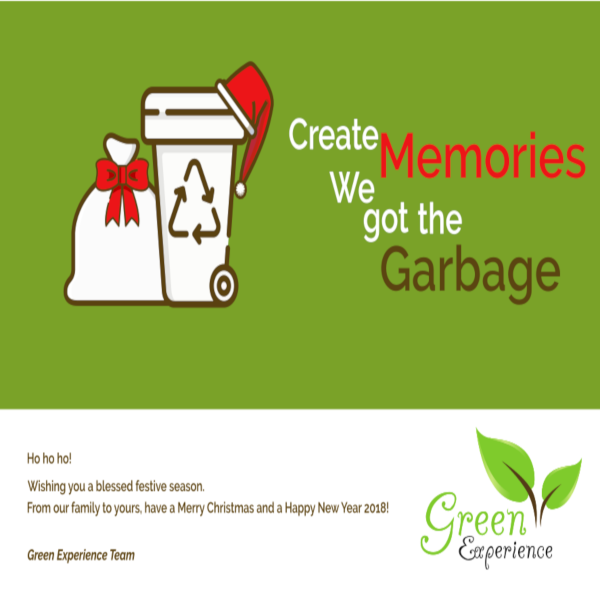 Create Memories
We
got the
Garbage
Ho ho ho!
Wishing you a blessed festive season.
From our family to yours, have a Merry Christmas and a Happy New Year 2018!
Green Experience Team
Green
Experience